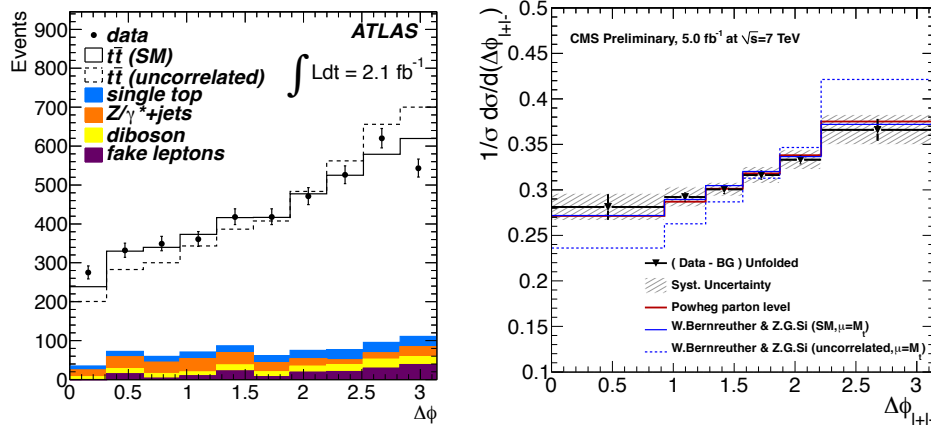 Events
900
800
700
600
500
400
300
200
100
0
ATLAS
data
tt̄ (SM)
tt̄ (uncorrelated)
single top
Z/γ*+jets
diboson
fake leptons
∫ Ldt = 2.1 fb⁻¹
0 0.5 1 1.5 2 2.5 3
Δϕ
1/σ dσ/d(Δϕl+l-)
0.5
0.45
0.4
0.35
0.3
0.25
0.2
0.15
0.1
CMS Preliminary, 5.0 fb⁻¹ at √s=7 TeV
( Data - BG ) Unfolded
Syst. Uncertainty
Powheg parton level
W.Bernreuther & Z.G.Si (SM,μ=Mt)
W.Bernreuther & Z.G.Si (uncorrelated,μ=Mt)
0 0.5 1 1.5 2 2.5 3
Δϕl+l-